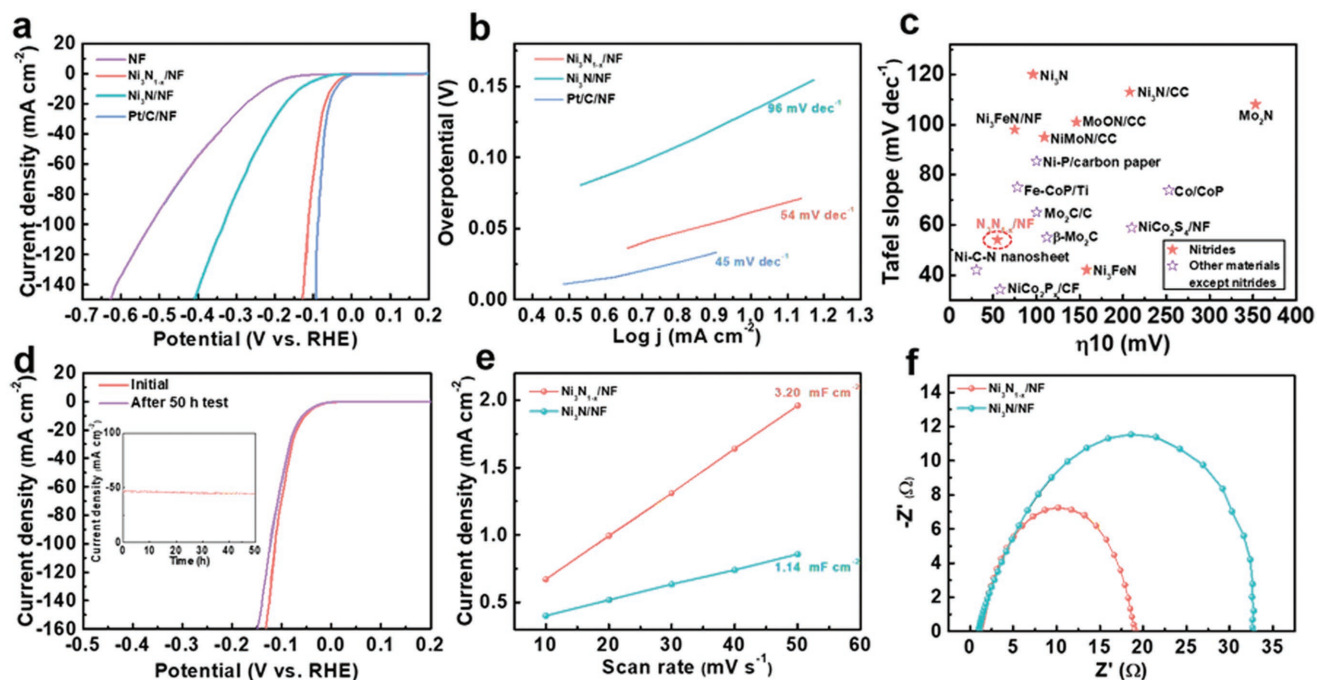 a
20
0
-20
-40
-60
-80
-100
-120
-140
Current density (mA cm⁻²)
NF
Ni₃N₁₋ₓ/NF
Ni₃N/NF
Pt/C/NF
-0.7 -0.6 -0.5 -0.4 -0.3 -0.2 -0.1 0.0 0.1 0.2
Potential (V vs. RHE)
b
0.15
0.10
0.05
0.00
Overpotential (V)
Ni₃N₁₋ₓ/NF
Ni₃N/NF
Pt/C/NF
96 mV dec⁻¹
54 mV dec⁻¹
45 mV dec⁻¹
0.4 0.5 0.6 0.7 0.8 0.9 1.0 1.1 1.2 1.3
Log j (mA cm⁻²)
c
120
100
80
60
40
Tafel slope (mV dec⁻¹)
Ni₃N
Ni₃N/CC
Mo₂N
Ni₃FeN/NF
MoON/CC
NiMoN/CC
Ni-P/carbon paper
Fe-CoP/Ti
Co/CoP
Mo₂C/C
N₃N₁₋ₓ/NF
NiCo₂S₄/NF
β-Mo₂C
Ni-C-N nanosheet
Ni₃FeN
NiCo₂Pₓ/CF
Nitrides
Other materials
except nitrides
0 50 100 150 200 250 300 350 400
η10 (mV)
d
20
0
-20
-40
-60
-80
-100
-120
-140
-160
Current density (mA cm⁻²)
Initial
After 50 h test
-100
-50
0
Current density (mA cm⁻²)
0 10 20 30 40 50
Time (h)
-0.5 -0.4 -0.3 -0.2 -0.1 0.0 0.1 0.2
Potential (V vs. RHE)
e
2.0
1.5
1.0
0.5
Current density (mA cm⁻²)
Ni₃N₁₋ₓ/NF
Ni₃N/NF
3.20 mF cm⁻²
1.14 mF cm⁻²
10 20 30 40 50 60
Scan rate (mV s⁻¹)
f
14
12
10
8
6
4
2
0
-Z' (Ω)
Ni₃N₁₋ₓ/NF
Ni₃N/NF
0 5 10 15 20 25 30 35
Z' (Ω)